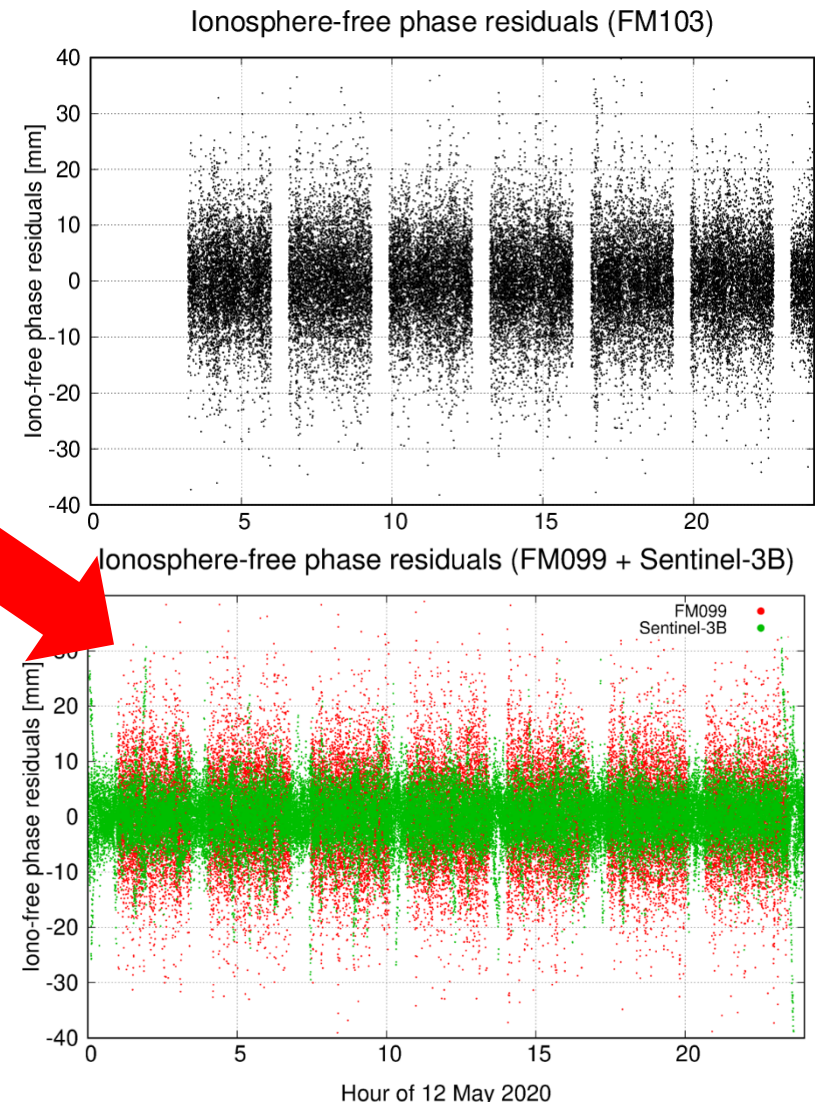 Ionosphere-free phase residuals (FM103)
40
30
20
10
0
-10
-20
-30
-40
Iono-free phase residuals [mm]
0 5 10 15 20
Ionosphere-free phase residuals (FM099 + Sentinel-3B)
FM099
Sentinel-3B
30
20
10
0
-10
-20
-30
-40
Iono-free phase residuals [mm]
0 5 10 15 20
Hour of 12 May 2020